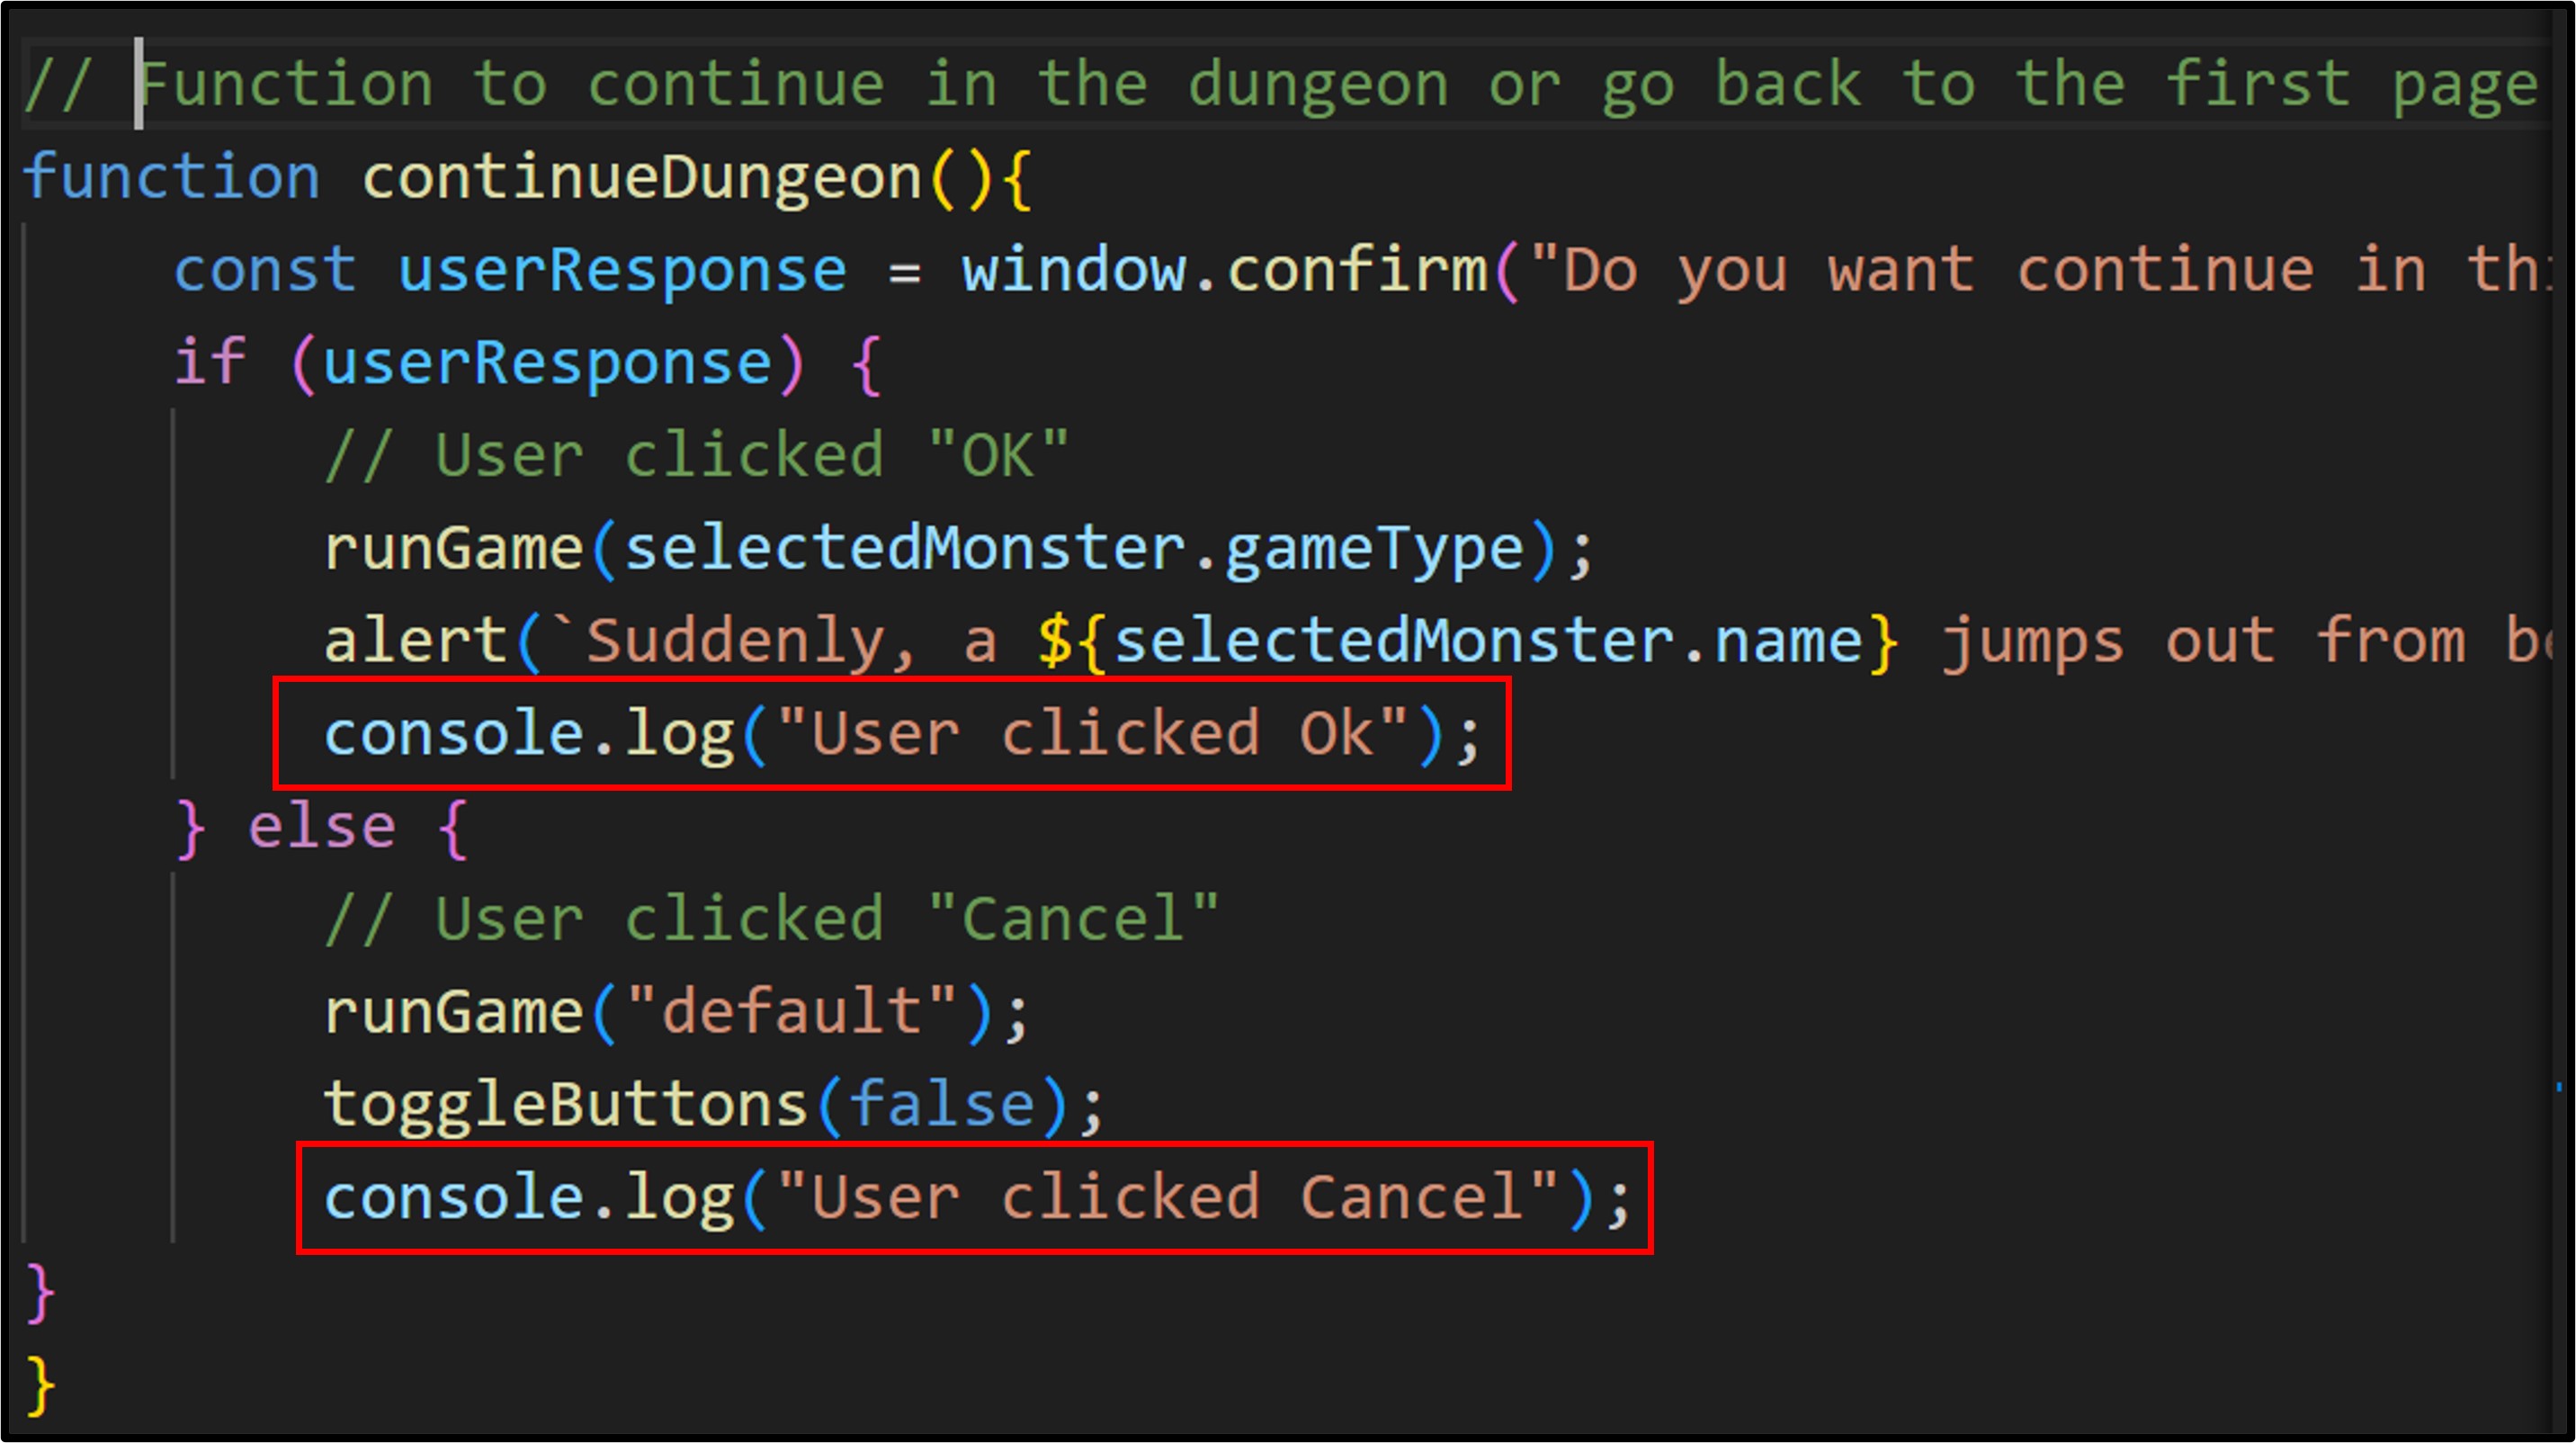 // Function to continue in the dungeon or go back to the first page
function continueDungeon(){
    const userResponse = window.confirm("Do you want continue in
    if (userResponse) {
        // User clicked "OK"
        runGame(selectedMonster.gameType);
        alert(`Suddenly, a ${selectedMonster.name} jumps out from
        console.log("User clicked Ok");
    } else {
        // User clicked "Cancel"
        runGame("default");
        toggleButtons(false);
        console.log("User clicked Cancel");
}
}